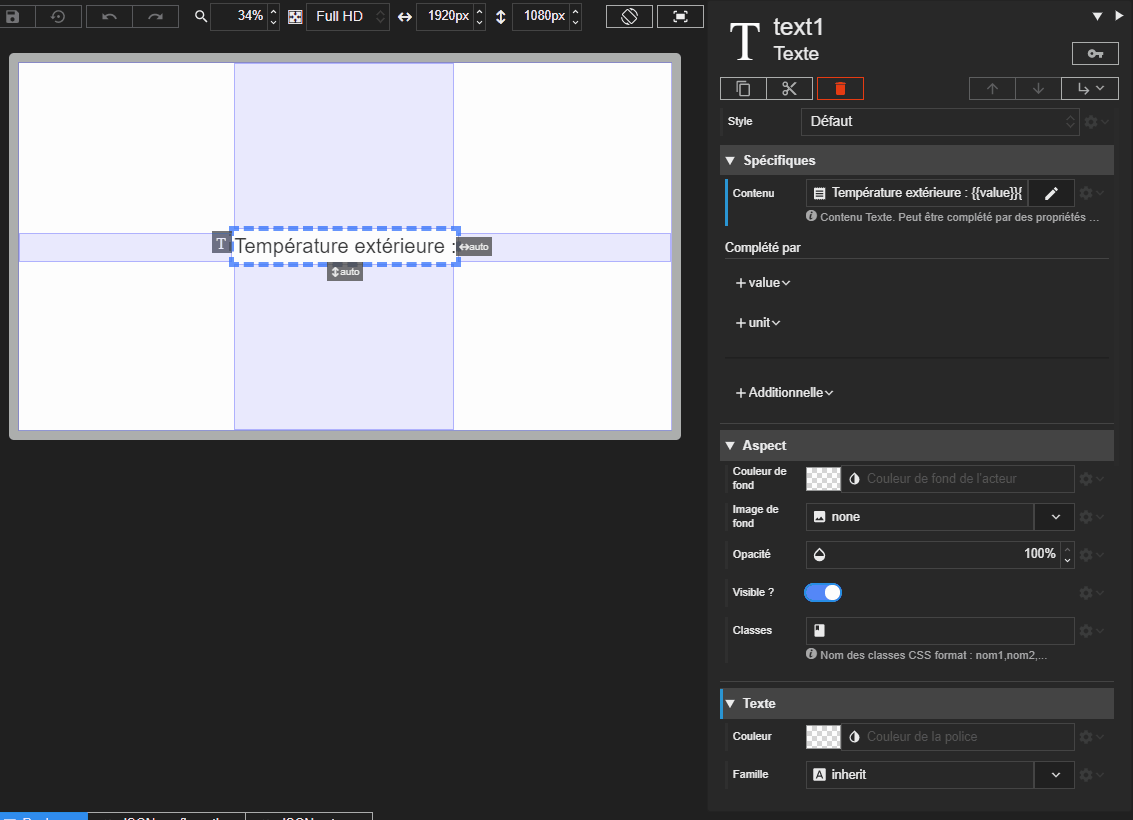 34%
Full HD
1920px
1080px
T
Température extérieure :
auto
auto
T
text1
Texte
Style
Défaut
Spécifiques
Contenu
Température extérieure : {{value}}{
Contenu Texte. Peut être complété par des propriétés ...
Complété par
+ value
+ unit
+ Additionnelle
Aspect
Couleur de
fond
Couleur de fond de l'acteur
Image de
fond
none
Opacité
100%
Visible ?
Classes
Nom des classes CSS format : nom1,nom2,...
Texte
Couleur
Couleur de la police
Famille
A
inherit